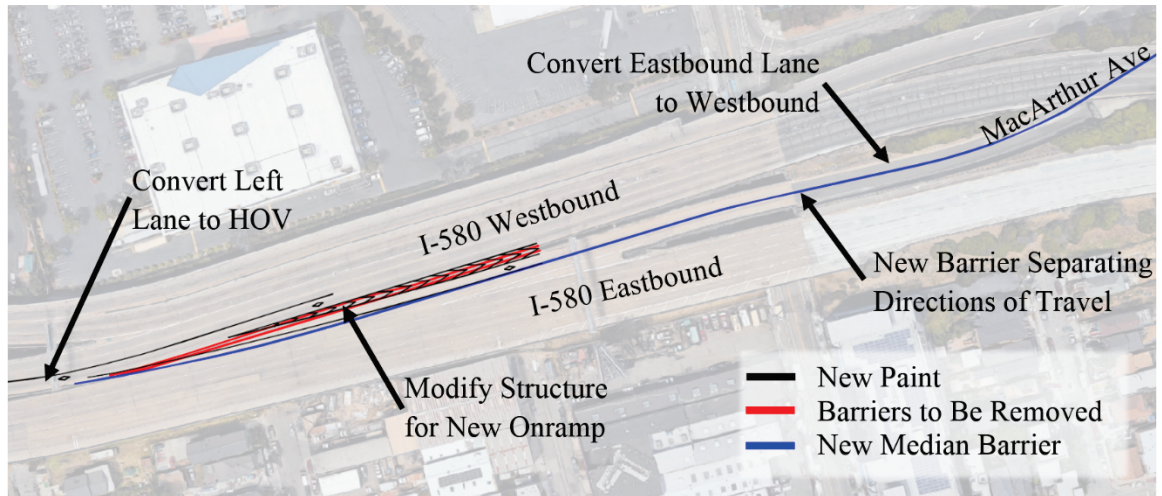 Convert Eastbound Lane
to Westbound
MacArthur Ave
Convert Left
Lane to HOV
I-580 Westbound
I-580 Eastbound
New Barrier Separating
Directions of Travel
Modify Structure
for New Onramp
New Paint
Barriers to Be Removed
New Median Barrier